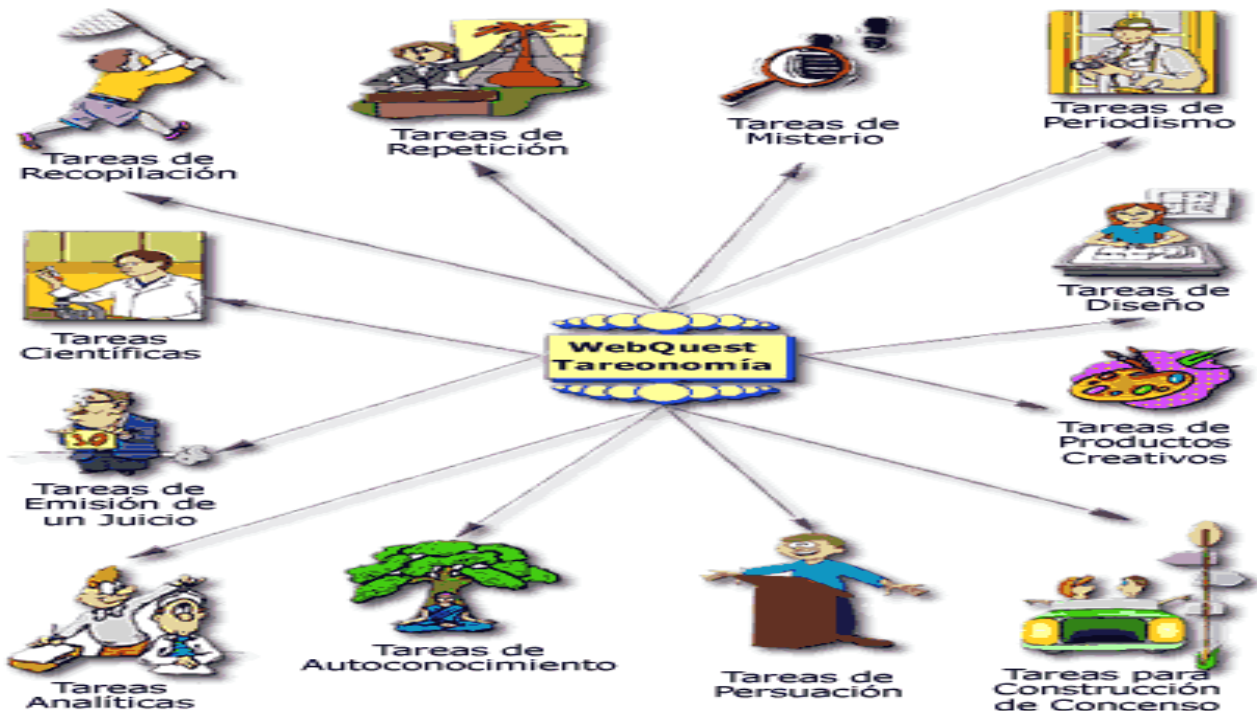 Tareas de
Recopilación
Tareas de
Repetición
Tareas de
Misterio
Tareas de
Periodismo
Tareas
Científicas
WebQuest
Tareonomía
Tareas de
Diseño
Tareas de
Productos
Creativos
Tareas de
Emisión de
un Juicio
10
Tareas
Analíticas
Tareas de
Autoconocimiento
Tareas de
Persuación
Tareas para
Construcción
de Concenso